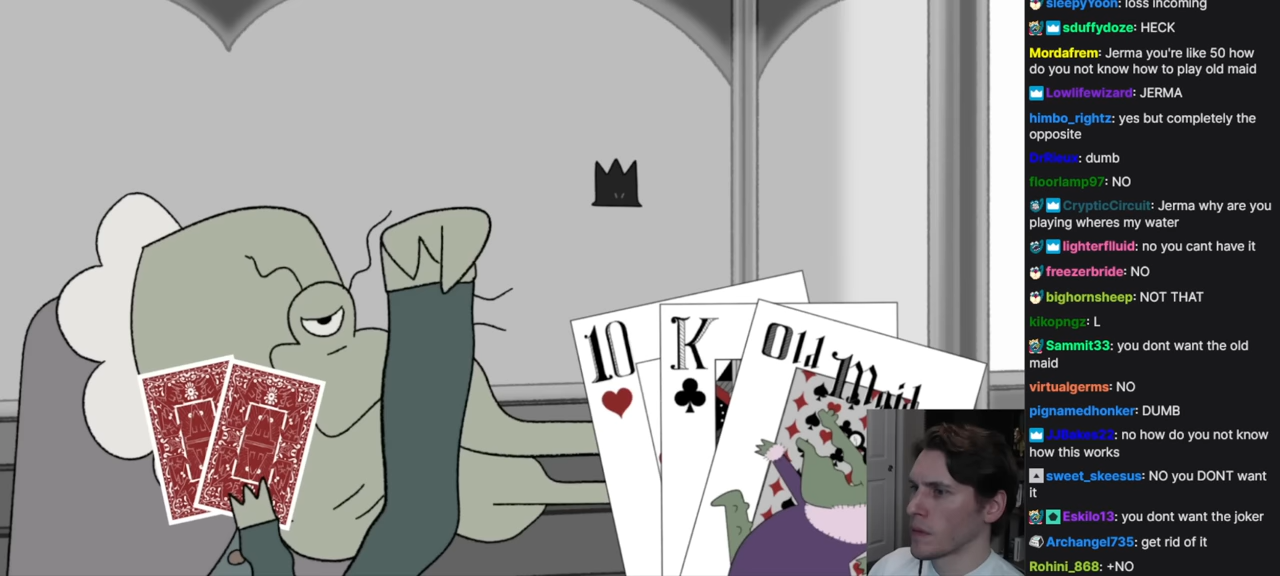 10
K
Old Maid
sleepyYoon: loss incoming
sduffydoze: HECK
Mordafrem: Jerma you're like 50 how
do you not know how to play old maid
Lowlifewizard: JERMA
himbo_rightz: yes but completely the
opposite
DrRioux: dumb
floorlamp97: NO
CrypticCircuit: Jerma why are you
playing wheres my water
lighterflluid: no you cant have it
freezerbride: NO
bighornsheep: NOT THAT
kikopngz: L
Sammit33: you dont want the old
maid
virtualgerms: NO
pignamedhonker: DUMB
JJBakes22: no how do you not know
how this works
sweet_skeesus: NO you DONT want
it
Eskilo13: you dont want the joker
Archangel735: get rid of it
Rohini_868: +NO